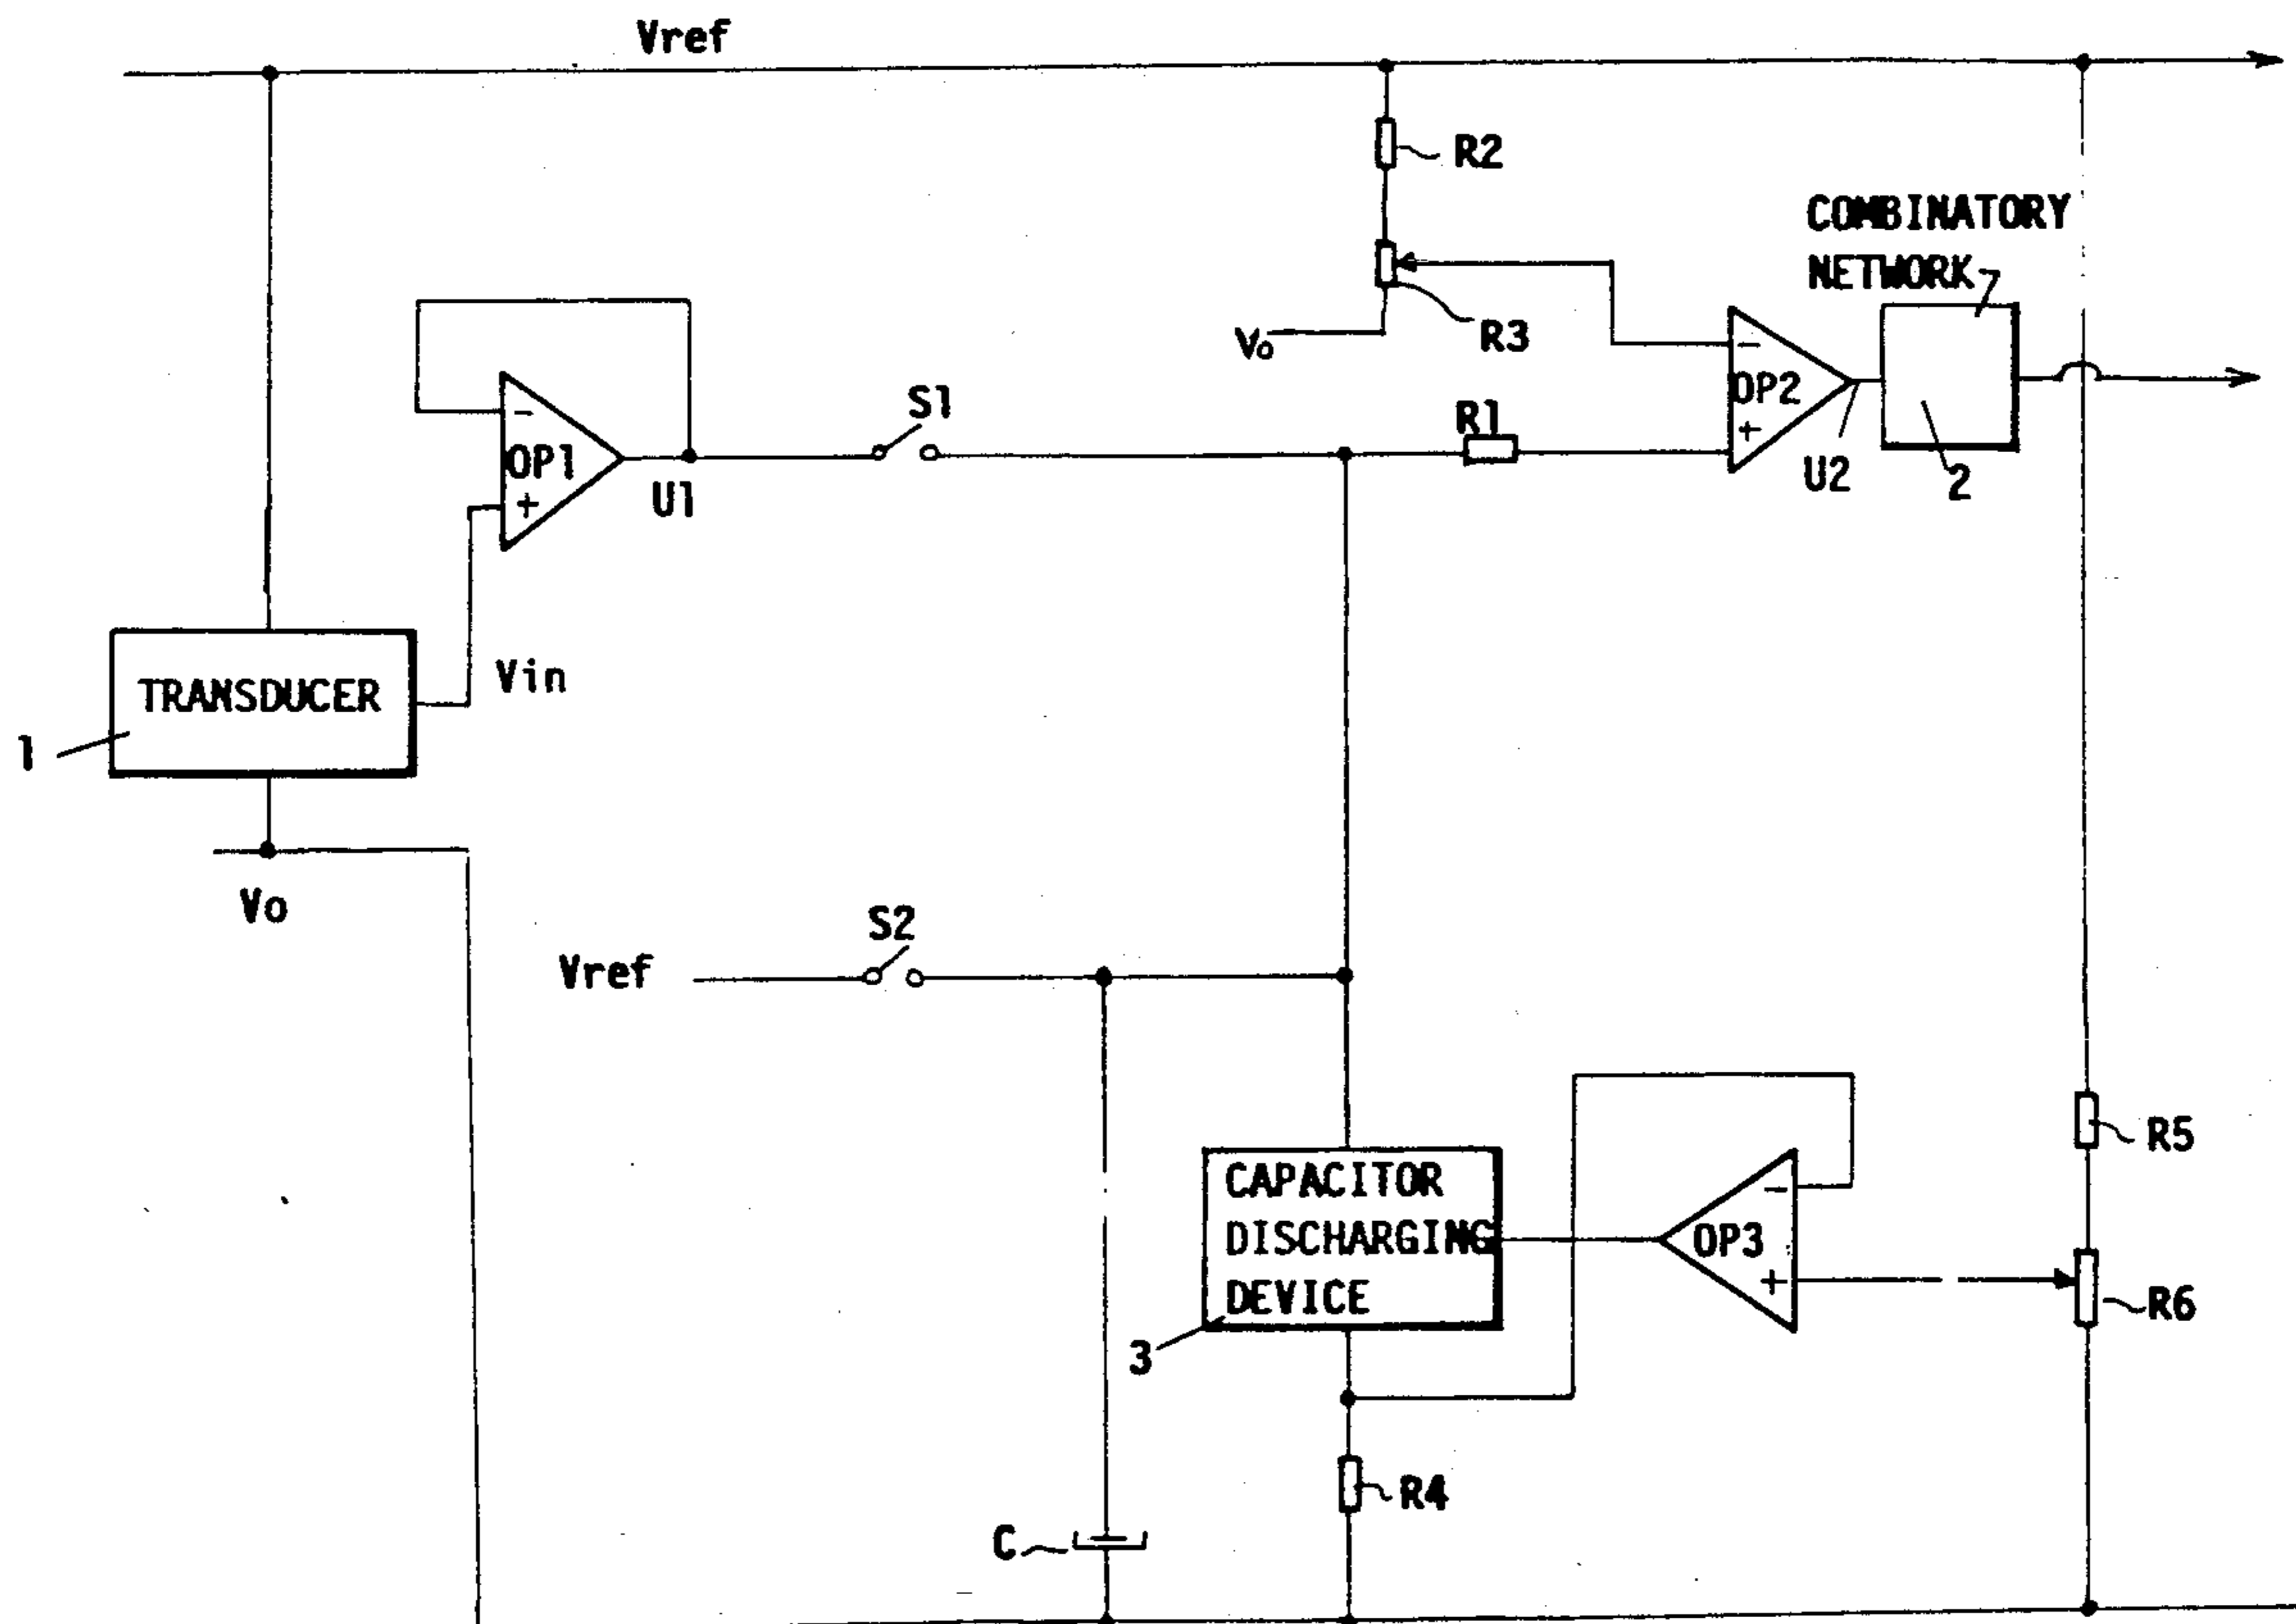 Vref
R2
COMBINATORY
NETWORK
R3
Vo
−
OP2
+
S1
R1
U2
2
−
OP1
+
U1
TRANSDUCER
Vin
1
Vo
S2
Vref
R5
CAPACITOR
DISCHARGING
DEVICE
−
OP3
+
R6
3
R4
C